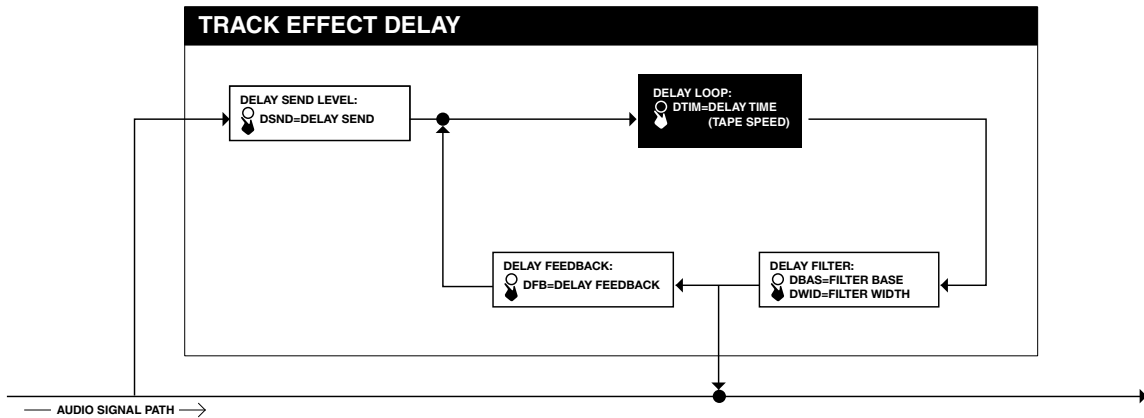 TRACK EFFECT DELAY
DELAY SEND LEVEL:
DSND=DELAY SEND
DELAY LOOP:
DTIM=DELAY TIME
(TAPE SPEED)
DELAY FEEDBACK:
DFB=DELAY FEEDBACK
DELAY FILTER:
DBAS=FILTER BASE
DWID=FILTER WIDTH
AUDIO SIGNAL PATH